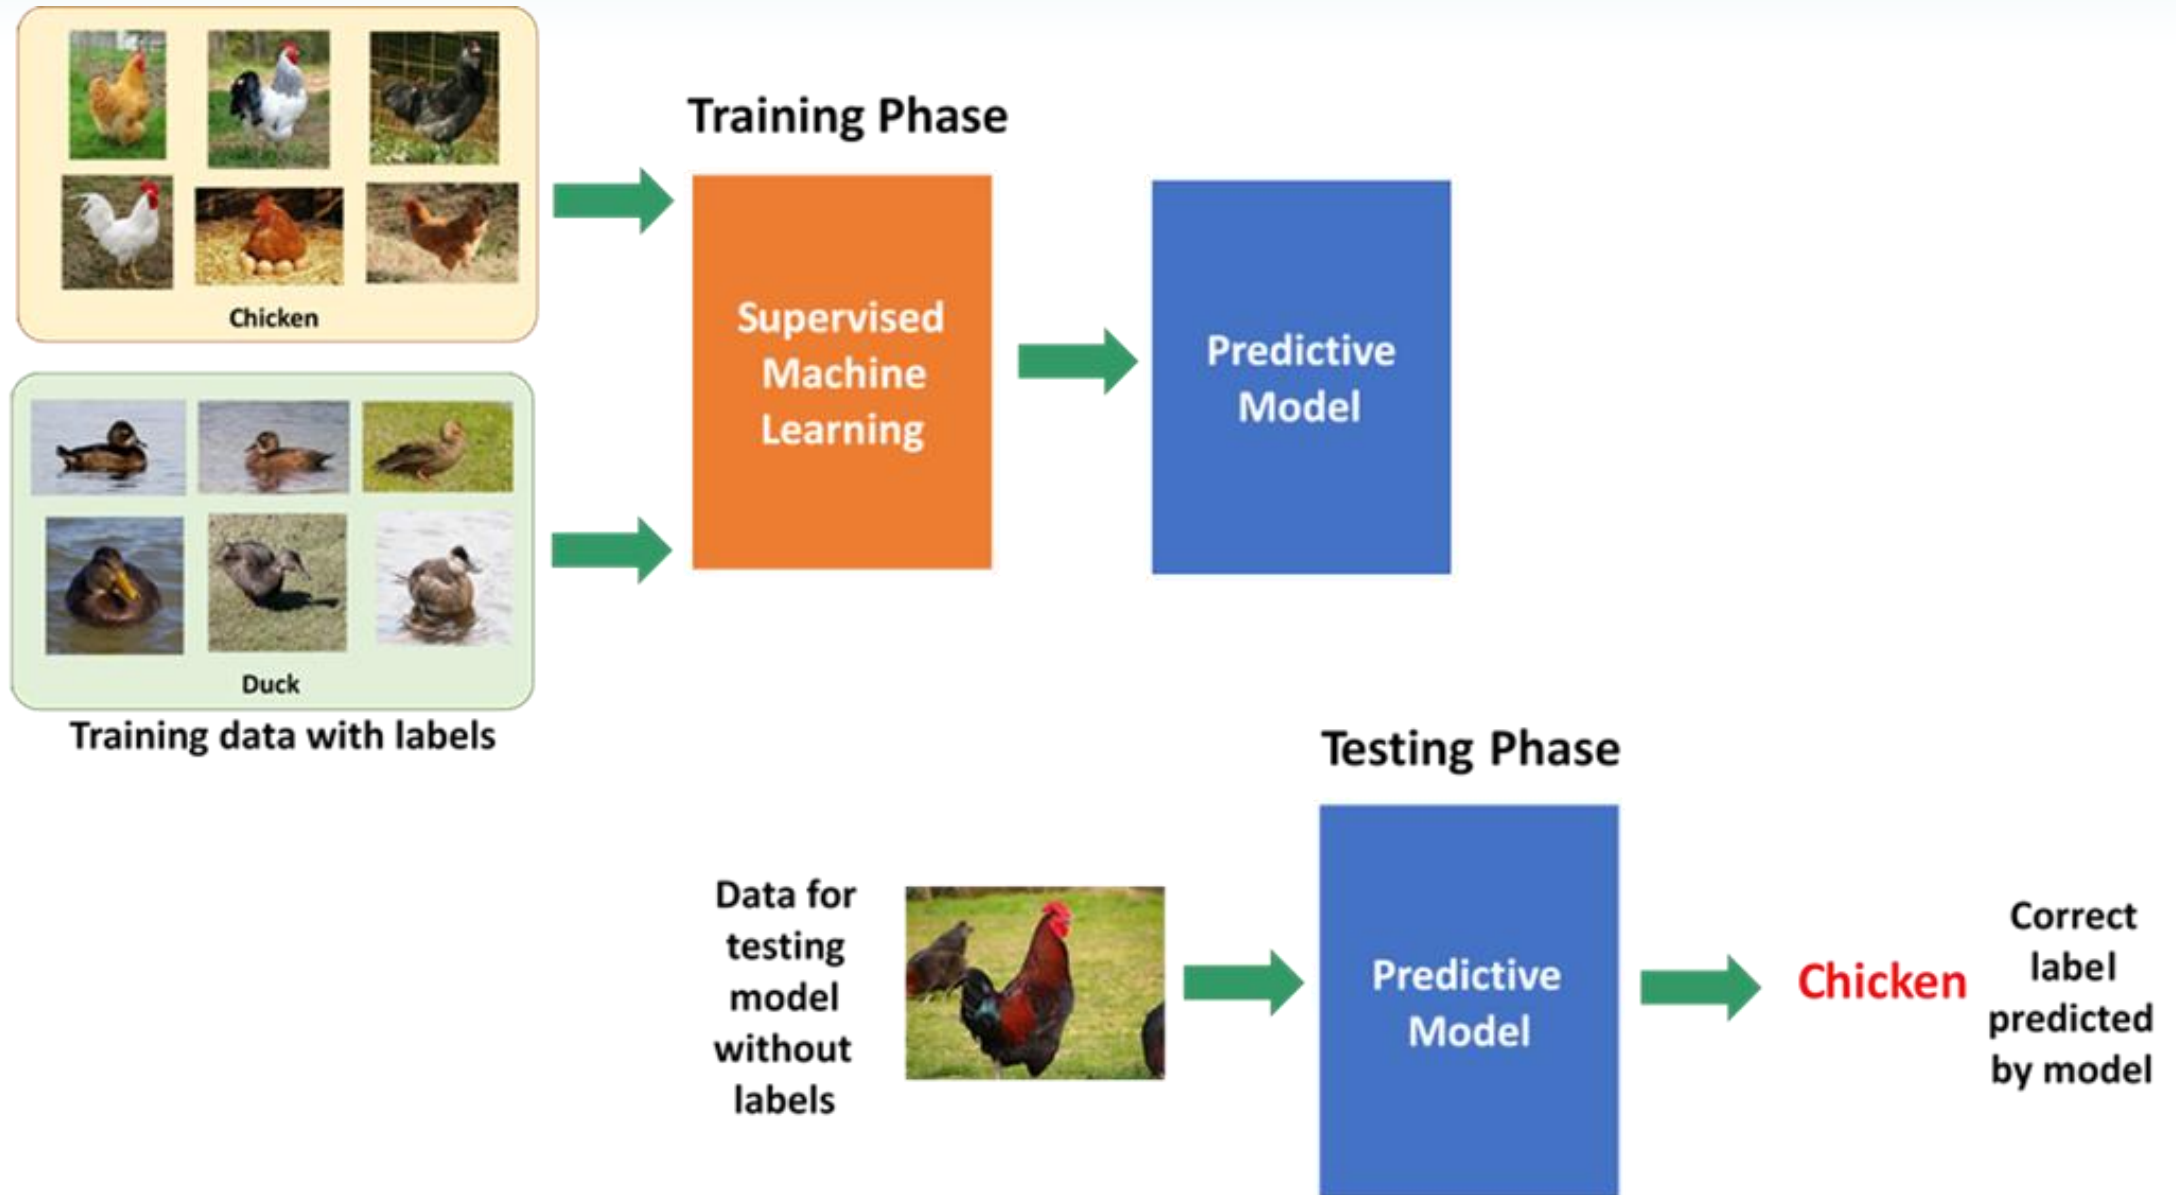 Training Phase
Chicken
Supervised
Machine
Learning
Predictive
Model
Duck
Training data with labels
Testing Phase
Data for
testing
model
without
labels
Predictive
Model
Chicken
Correct
label
predicted
by model